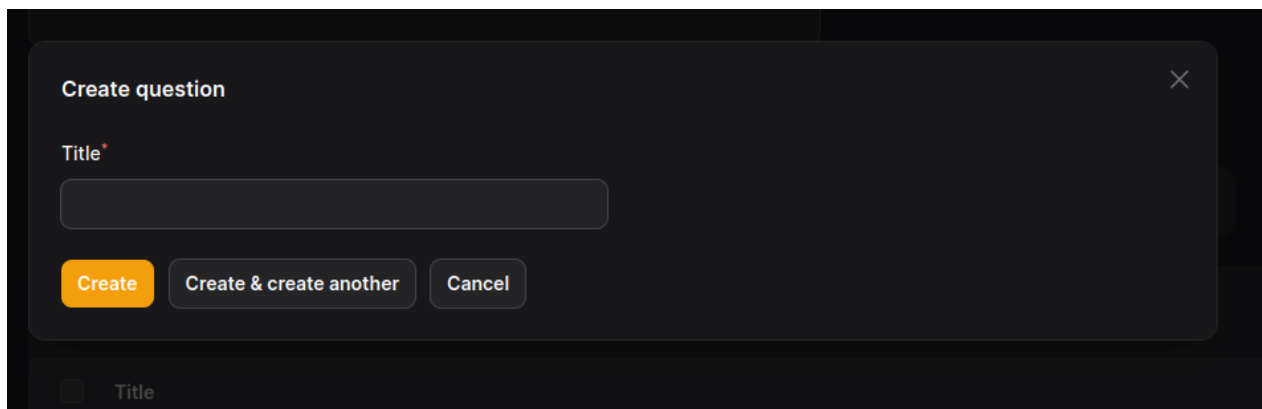 Create question
Title*
Create
Create & create another
Cancel
Title